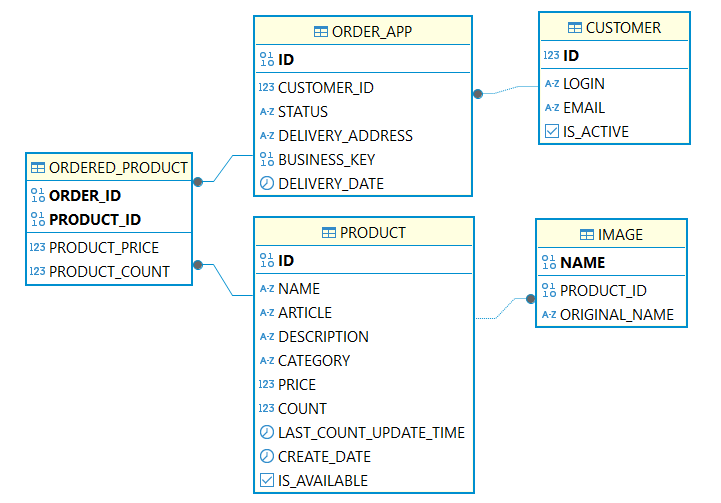 ORDER_APP
ID
CUSTOMER_ID
STATUS
DELIVERY_ADDRESS
BUSINESS_KEY
DELIVERY_DATE
CUSTOMER
ID
LOGIN
EMAIL
IS_ACTIVE
ORDERED_PRODUCT
ORDER_ID
PRODUCT_ID
PRODUCT_PRICE
PRODUCT_COUNT
PRODUCT
ID
NAME
ARTICLE
DESCRIPTION
CATEGORY
PRICE
COUNT
LAST_COUNT_UPDATE_TIME
CREATE_DATE
IS_AVAILABLE
IMAGE
NAME
PRODUCT_ID
ORIGINAL_NAME